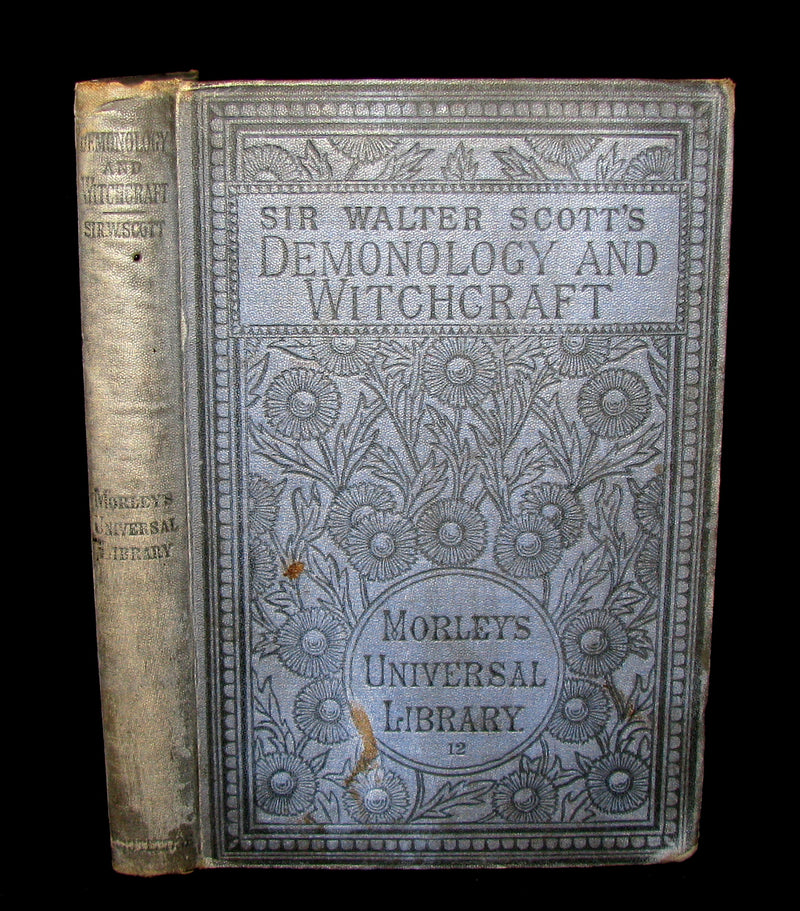 DEMONOLOGY
AND
WITCHCRAFT
SIR W. SCOTT
MORLEY'S
UNIVERSAL
LIBRARY
SIR WALTER SCOTT'S
DEMONOLOGY AND
WITCHCRAFT
MORLEY'S
UNIVERSAL
LIBRARY.
12